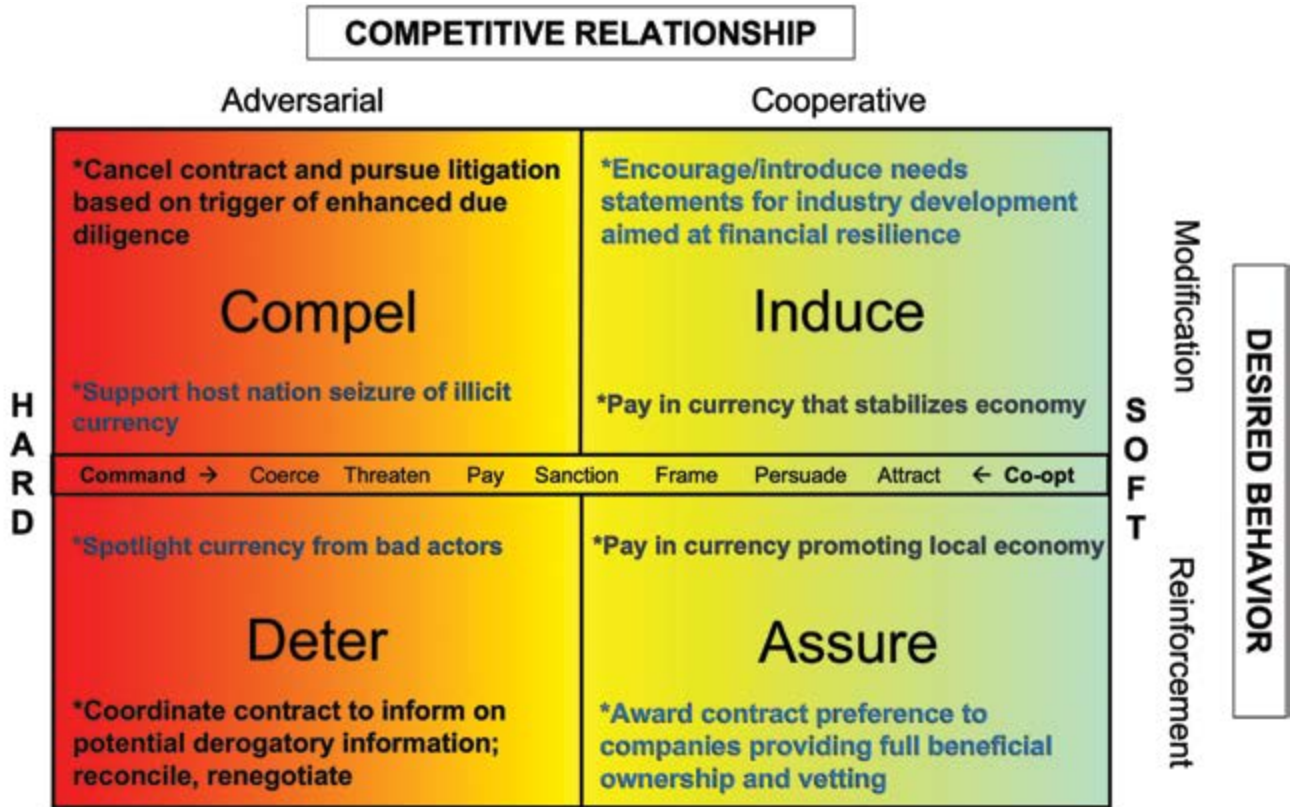 COMPETITIVE RELATIONSHIP
Adversarial
Cooperative
*Cancel contract and pursue litigation
based on trigger of enhanced due
diligence
*Encourage/introduce needs
statements for industry development
aimed at financial resilience
Compel
Induce
*Support host nation seizure of illicit
currency
*Pay in currency that stabilizes economy
HARD
Command → Coerce Threaten Pay Sanction Frame Persuade Attract ← Co-opt
SOFT
*Spotlight currency from bad actors
*Pay in currency promoting local economy
Deter
Assure
*Coordinate contract to inform on
potential derogatory information;
reconcile, renegotiate
*Award contract preference to
companies providing full beneficial
ownership and vetting
Modification
Reinforcement
DESIRED BEHAVIOR